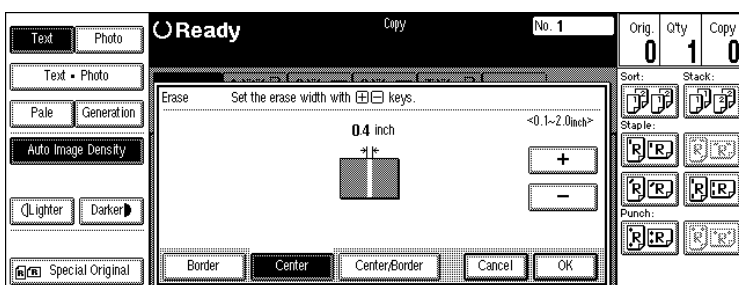 Text Photo
Text • Photo
Pale Generation
Auto Image Density
Lighter Darker
Special Original
Ready
Copy
No. 1
Orig. Q'ty Copy
0 1 0
Erase Set the erase width with + − keys.
0.4 inch
<0.1~2.0inch>
+
−
Border Center Center/Border Cancel OK
Sort: Stack:
Staple:
Punch: